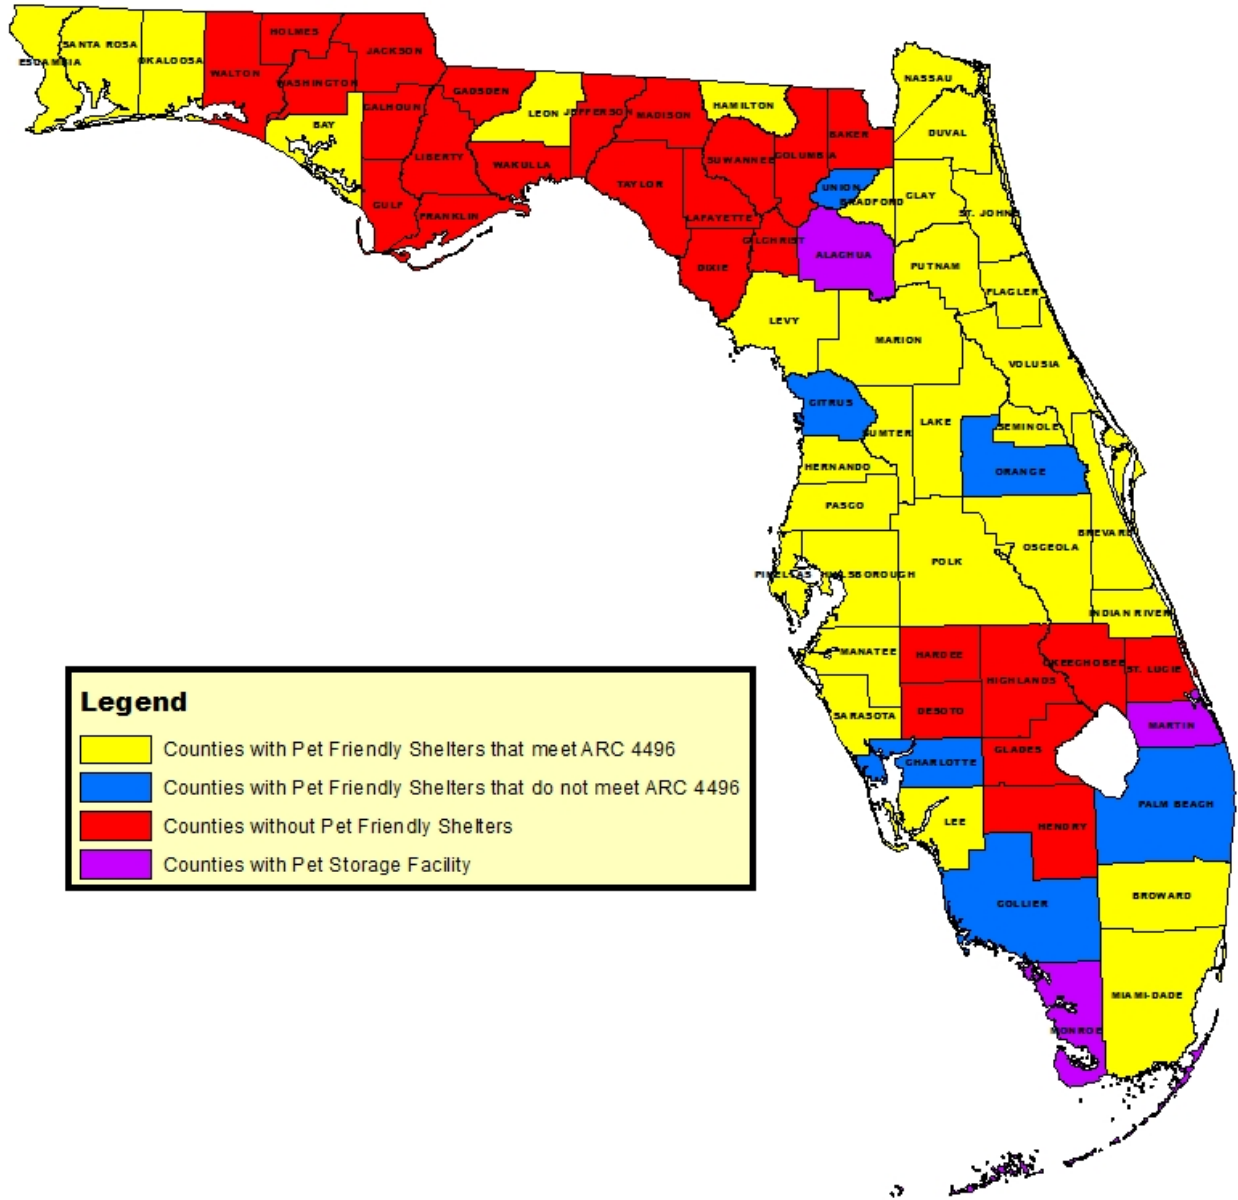 HOLMES
SANTA ROSA
JACKSON
ESCAMBIA
OKALOOSA
WALTON
WASHINGTON
NASSAU
GADSDEN
CALHOUN
HAMILTON
LEON
JEFFERSON
MADISON
BAY
DUVAL
BAKER
LIBERTY
WAKULLA
SUWANNEE
COLUMBIA
TAYLOR
UNION
CLAY
BRADFORD
GULF
FRANKLIN
LAFAYETTE
ST. JOHNS
GILCHRIST
ALACHUA
DIXIE
PUTNAM
FLAGLER
LEVY
MARION
VOLUSIA
CITRUS
LAKE
SUMTER
SEMINOLE
HERNANDO
ORANGE
PASCO
BREVARD
OSCEOLA
POLK
PINELLAS
HILLSBOROUGH
INDIAN RIVER
MANATEE
HARDEE
OKEECHOBEE
ST. LUCIE
HIGHLANDS
SARASOTA
DESOTO
MARTIN
GLADES
CHARLOTTE
PALM BEACH
LEE
HENDRY
BROWARD
COLLIER
MIAMI-DADE
MONROE
Legend
Counties with Pet Friendly Shelters that meet ARC 4496
Counties with Pet Friendly Shelters that do not meet ARC 4496
Counties without Pet Friendly Shelters
Counties with Pet Storage Facility